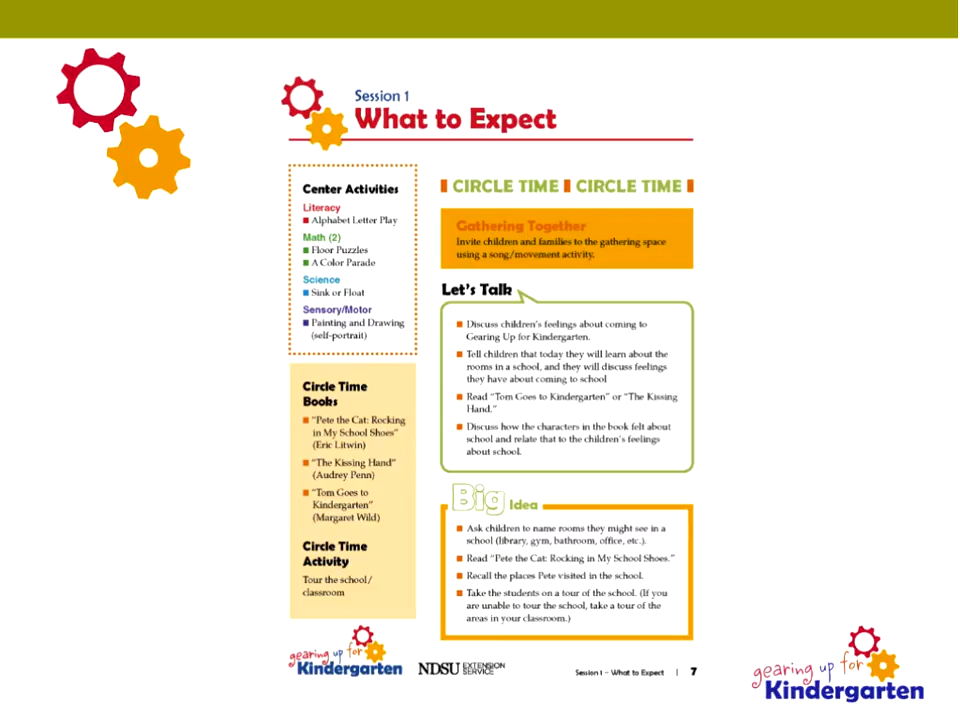 Session 1
What to Expect
Center Activities
Literacy
■ Alphabet Letter Play
Math (2)
■ Floor Puzzles
■ A Color Parade
Science
■ Sink or Float
Sensory/Motor
■ Painting and Drawing
(self-portrait)
Circle Time
Books
■ "Pete the Cat: Rocking
in My School Shoes"
(Eric Litwin)
■ "The Kissing Hand"
(Audrey Penn)
■ "Tom Goes to
Kindergarten"
(Margaret Wild)
Circle Time
Activity
Tour the school/
classroom
CIRCLE TIME CIRCLE TIME
Gathering Together
Invite children and families to the gathering space
using a song/movement activity.
Let's Talk
■ Discuss children's feelings about coming to
Gearing Up for Kindergarten.
■ Tell children that today they will learn about the
rooms in a school, and they will discuss feelings
they have about coming to school
■ Read "Tom Goes to Kindergarten" or "The Kissing
Hand."
■ Discuss how the characters in the book felt about
school and relate that to the children's feelings
about school.
Big Idea
■ Ask children to name rooms they might see in a
school (library, gym, bathroom, office, etc.).
■ Read "Pete the Cat: Rocking in My School Shoes."
■ Recall the places Pete visited in the school.
■ Take the students on a tour of the school. (If you
are unable to tour the school, take a tour of the
areas in your classroom.)
gearing up for
Kindergarten
NDSU EXTENSION
SERVICE
Session 1 – What to Expect | 7
gearing up for
Kindergarten